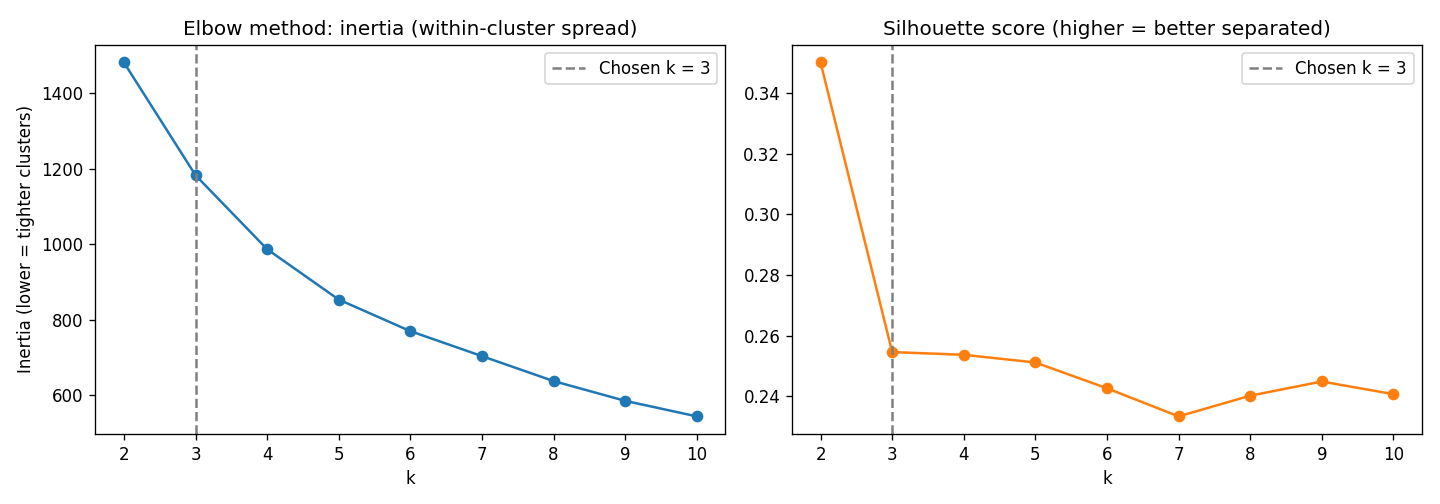 Elbow method: inertia (within-cluster spread)
Chosen k = 3
Inertia (lower = tighter clusters)
1400
1200
1000
800
600
2 3 4 5 6 7 8 9 10
k
Silhouette score (higher = better separated)
Chosen k = 3
0.34
0.32
0.30
0.28
0.26
0.24
2 3 4 5 6 7 8 9 10
k